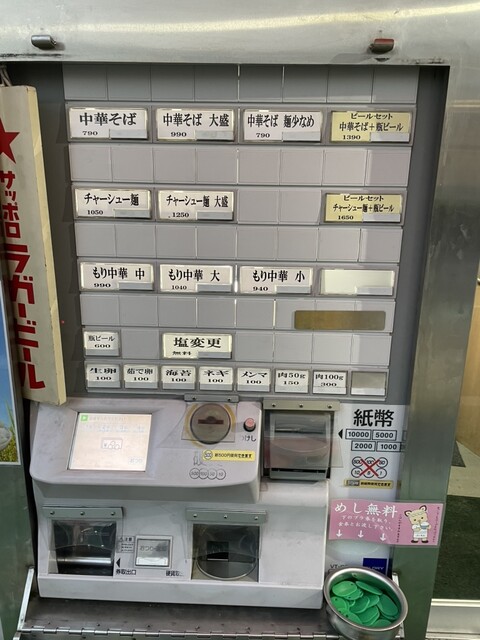 中華そば
790
中華そば 大盛
990
中華そば 麺少なめ
790
ビールセット
中華そば+瓶ビール
1390
チャーシュー麺
1050
チャーシュー麺 大盛
1250
ビールセット
チャーシュー麺+瓶ビール
1650
もり中華 中
990
もり中華 大
1040
もり中華 小
940
瓶ビール
600
塩変更
無料
生卵
100
茹で卵
100
海苔
100
ネギ
100
メンマ
100
肉50g
150
肉100g
300
★サッポロラガービール
紙幣
10000 5000
2000 1000
めし無料